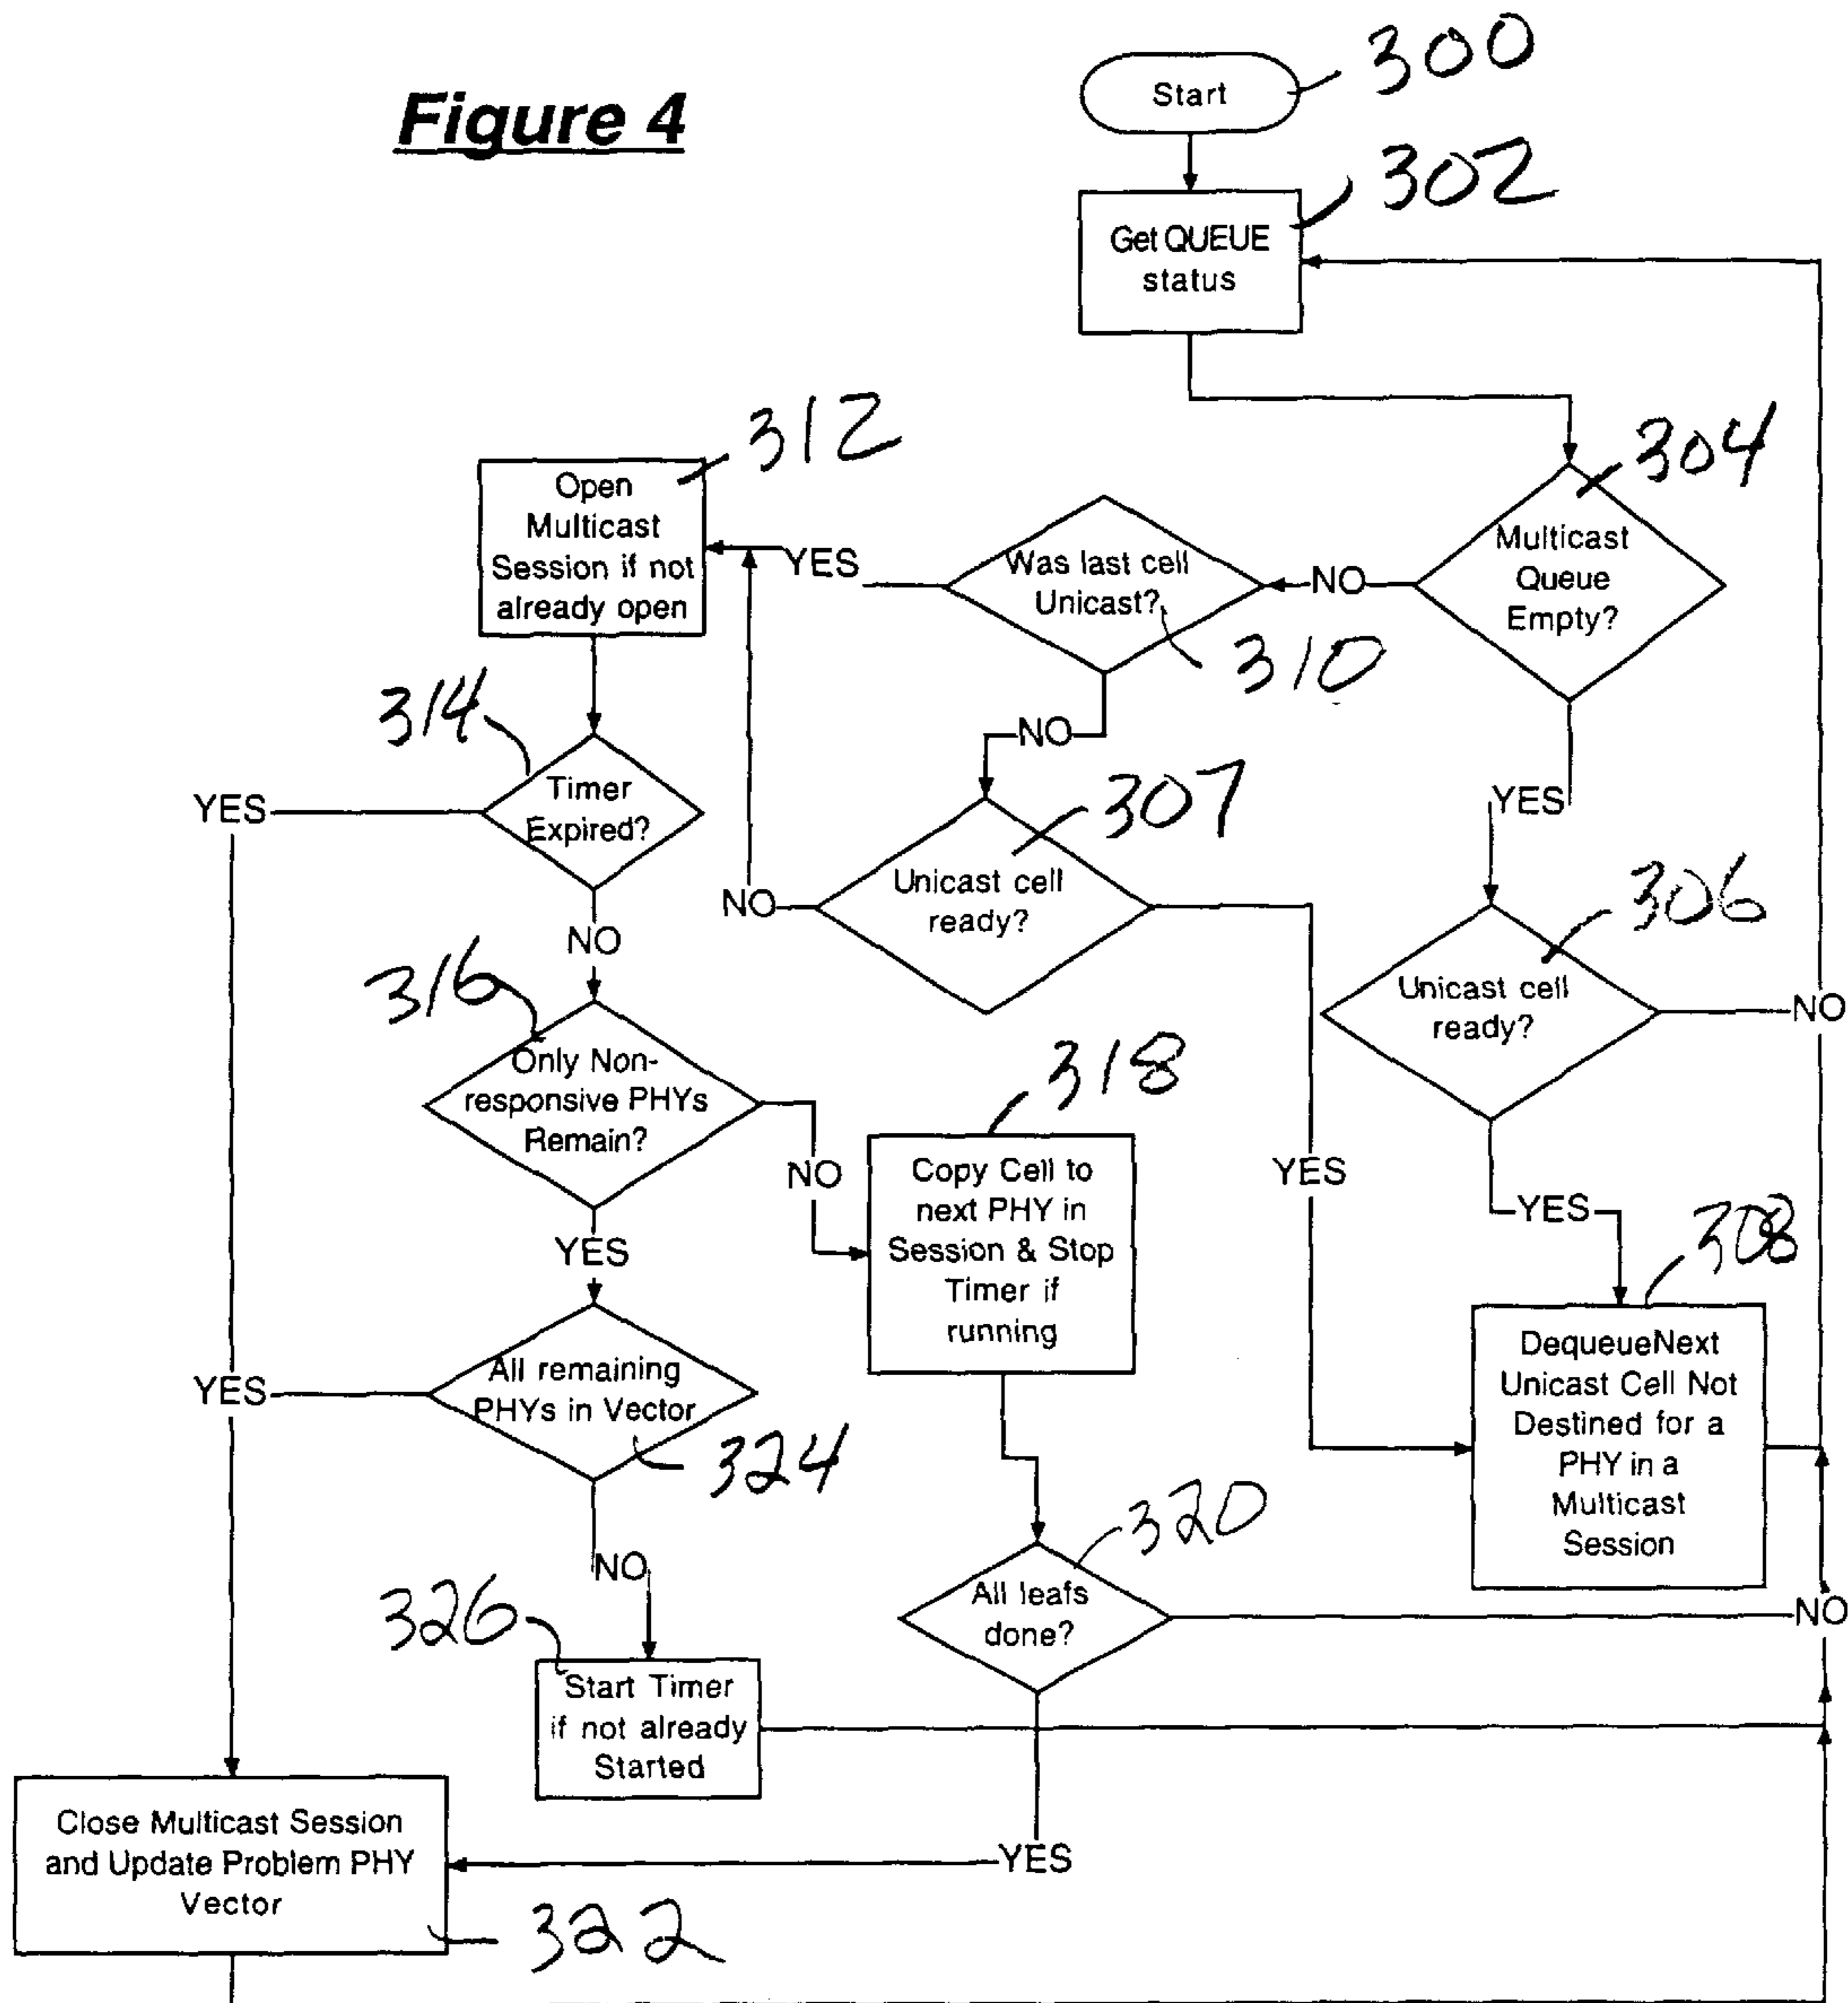 Figure 4
Start
300
Get QUEUE
status
302
Multicast
Queue
Empty?
304
NO
YES
Was last cell
Unicast?
310
YES
NO
Open
Multicast
Session if not
already open
312
Timer
Expired?
314
YES
NO
Unicast cell
ready?
307
NO
YES
Unicast cell
ready?
306
NO
YES
Only Non-
responsive PHYs
Remain?
316
NO
YES
Copy Cell to
next PHY in
Session & Stop
Timer if
running
318
DequeueNext
Unicast Cell Not
Destined for a
PHY in a
Multicast
Session
308
All remaining
PHYs in Vector
324
YES
NO
All leafs
done?
320
NO
YES
Start Timer
if not already
Started
326
Close Multicast Session
and Update Problem PHY
Vector
322